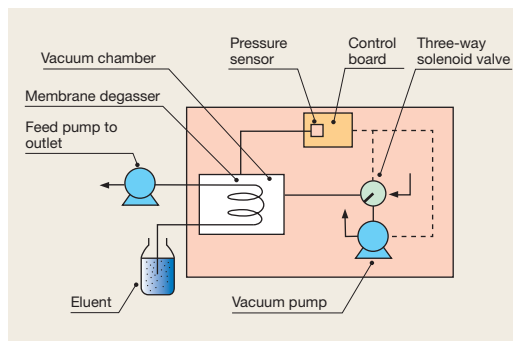 Pressure
sensor
Control
board
Three-way
solenoid valve
Vacuum chamber
Membrane degasser
Feed pump to
outlet
Eluent
Vacuum pump